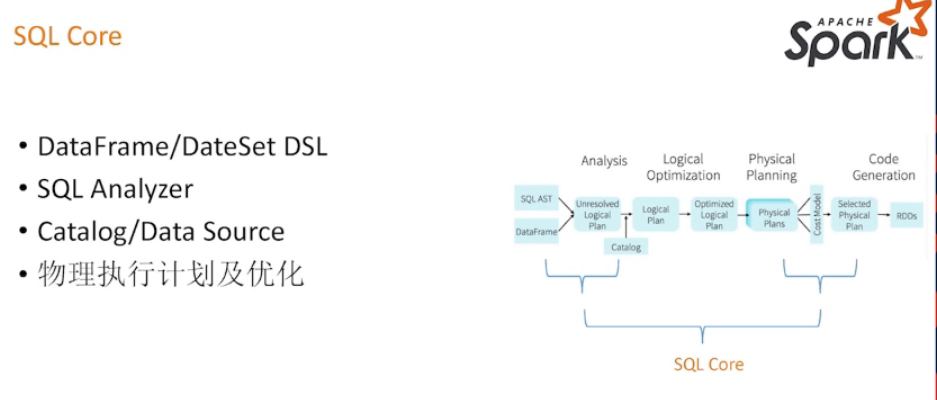 SQL Core
APACHE
Spark™
• DataFrame/DateSet DSL
• SQL Analyzer
• Catalog/Data Source
• 物理执行计划及优化
Analysis
Logical
Optimization
Physical
Planning
Code
Generation
SQL AST
DataFrame
Unresolved
Logical
Plan
Catalog
Logical
Plan
Optimized
Logical
Plan
Physical
Plans
Cost Model
Selected
Physical
Plan
RDDs
SQL Core